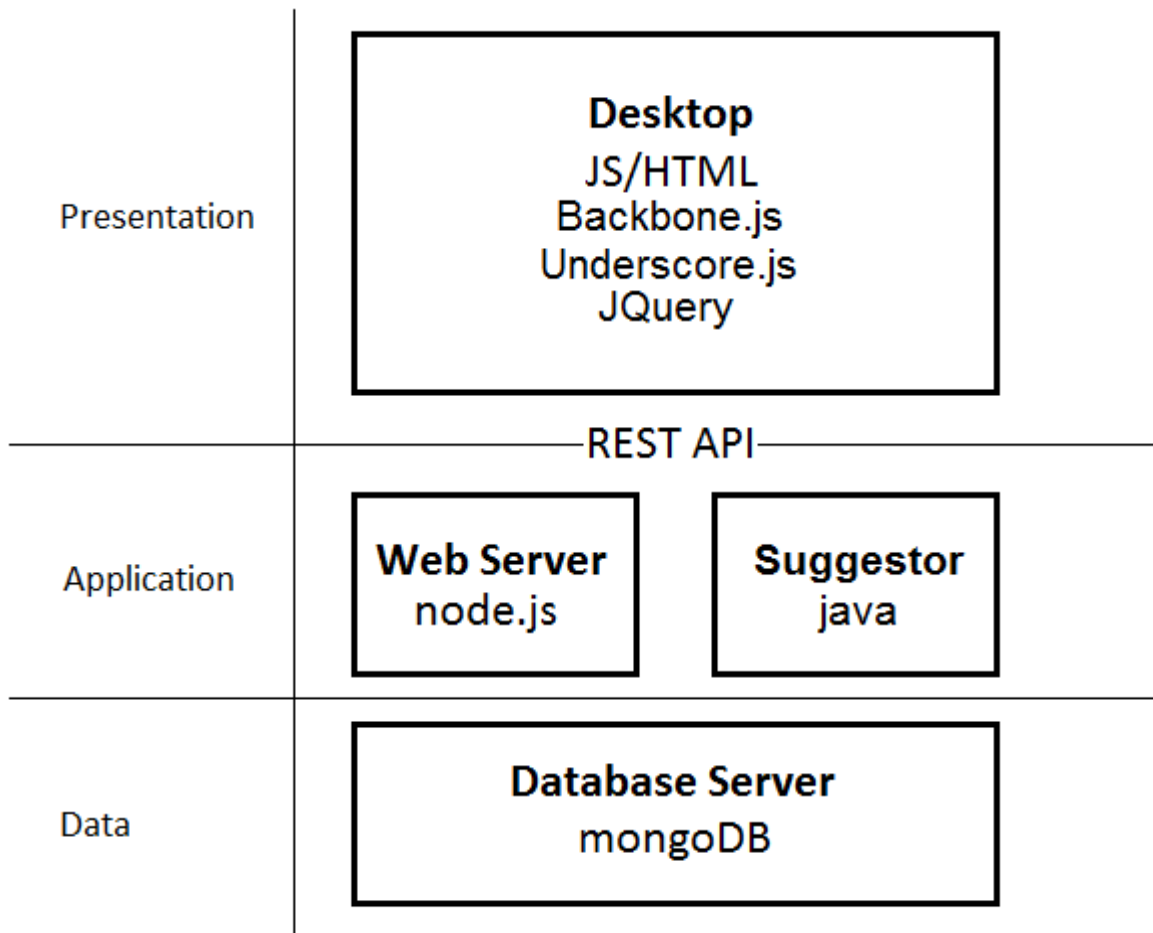 Presentation
Desktop
JS/HTML
Backbone.js
Underscore.js
JQuery
REST API
Application
Web Server
node.js
Suggestor
java
Data
Database Server
mongoDB